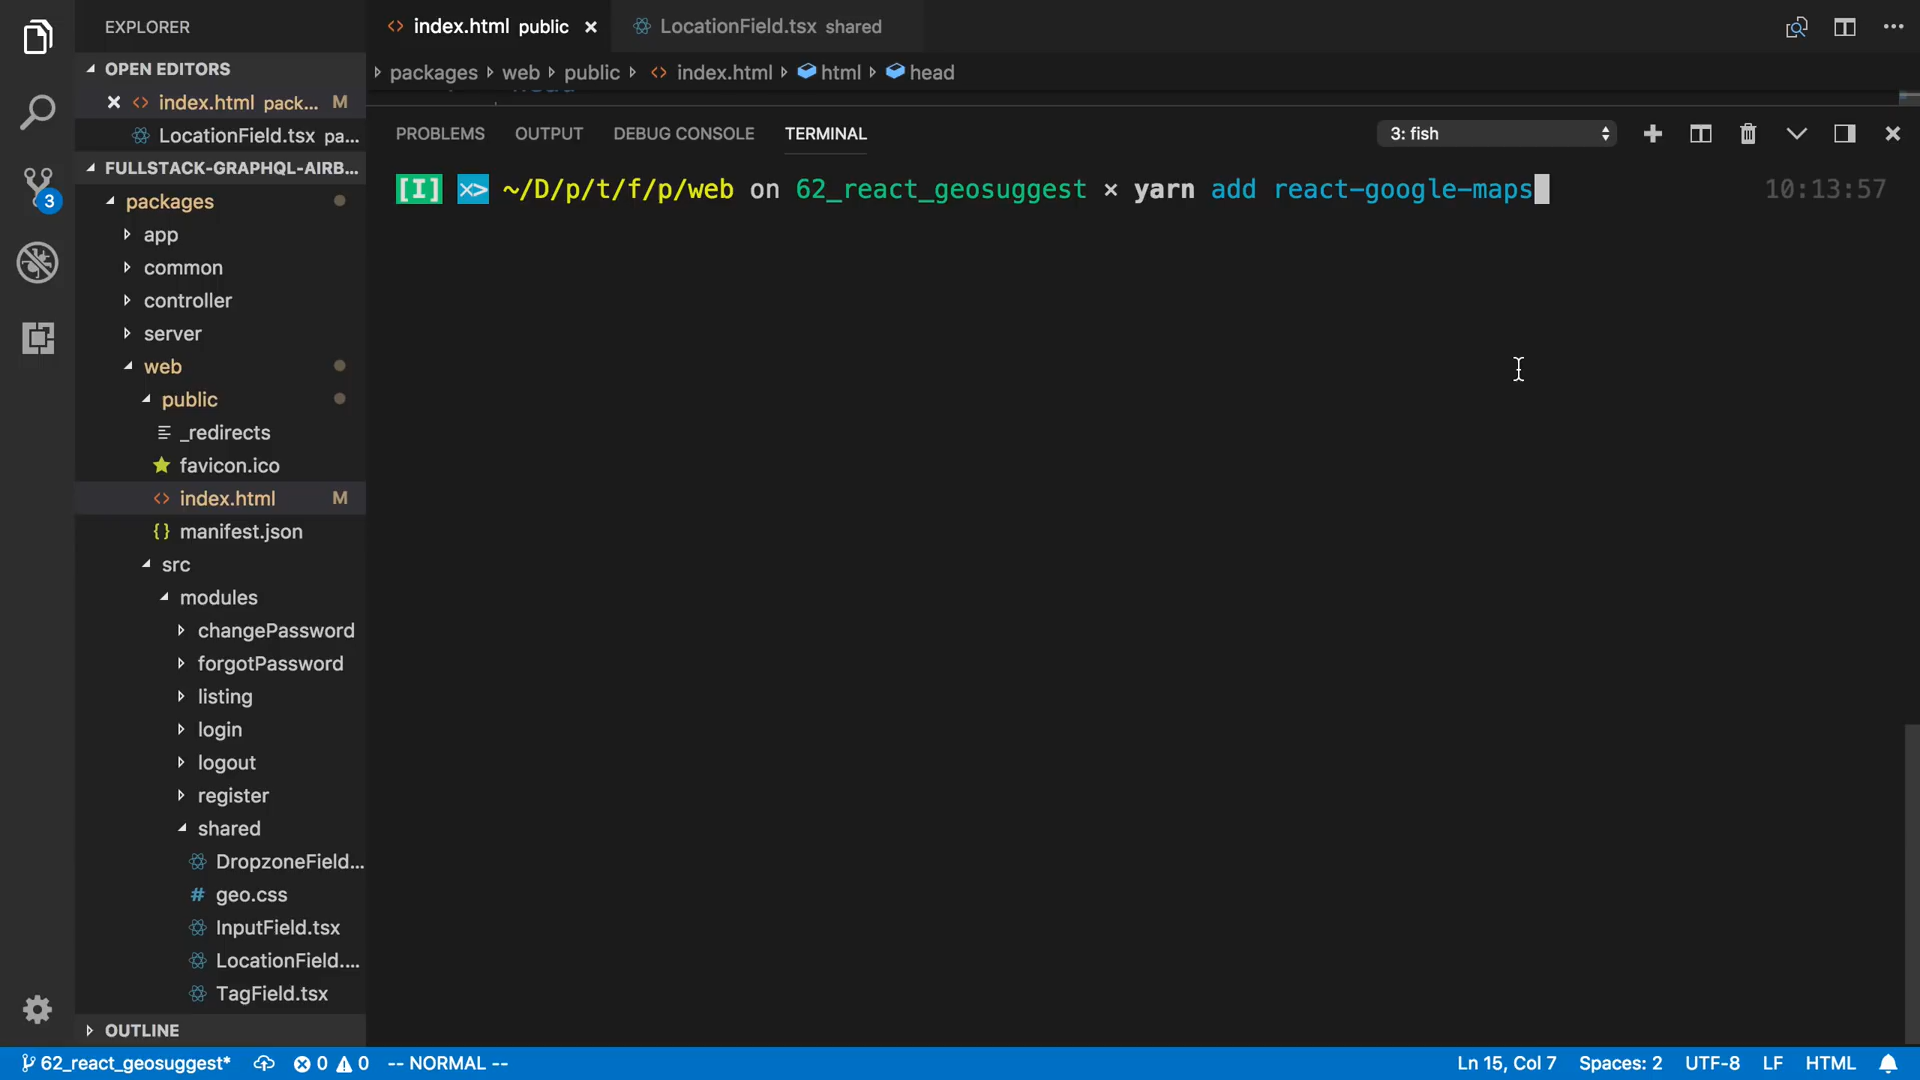 EXPLORER
OPEN EDITORS
index.html pack... M
LocationField.tsx pa...
FULLSTACK-GRAPHQL-AIRB...
packages
app
common
controller
server
web
public
_redirects
favicon.ico
index.html M
manifest.json
src
modules
changePassword
forgotPassword
listing
login
logout
register
shared
DropzoneField...
# geo.css
InputField.tsx
LocationField....
TagField.tsx
OUTLINE
index.html public
LocationField.tsx shared
packages web public index.html html head
PROBLEMS OUTPUT DEBUG CONSOLE TERMINAL 3: fish
[I] ~/D/p/t/f/p/web on 62_react_geosuggest × yarn add react-google-maps 10:13:57
3
62_react_geosuggest* 0 0 -- NORMAL -- Ln 15, Col 7 Spaces: 2 UTF-8 LF HTML